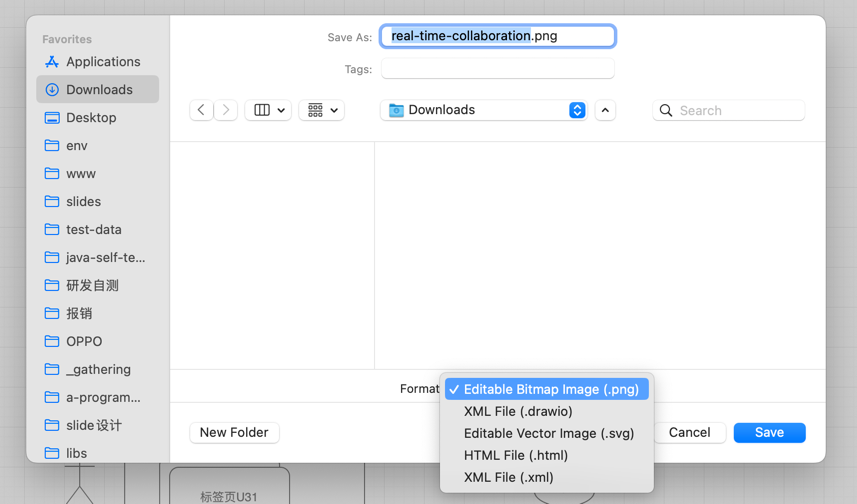 Favorites
Applications
Downloads
Desktop
env
www
slides
test-data
java-self-te...
研发自测
报销
OPPO
_gathering
a-program...
slide设计
libs
Save As: real-time-collaboration.png
Tags:
Downloads
Search
Format
✓ Editable Bitmap Image (.png)
XML File (.drawio)
Editable Vector Image (.svg)
HTML File (.html)
XML File (.xml)
New Folder
Cancel
Save
标签页U31